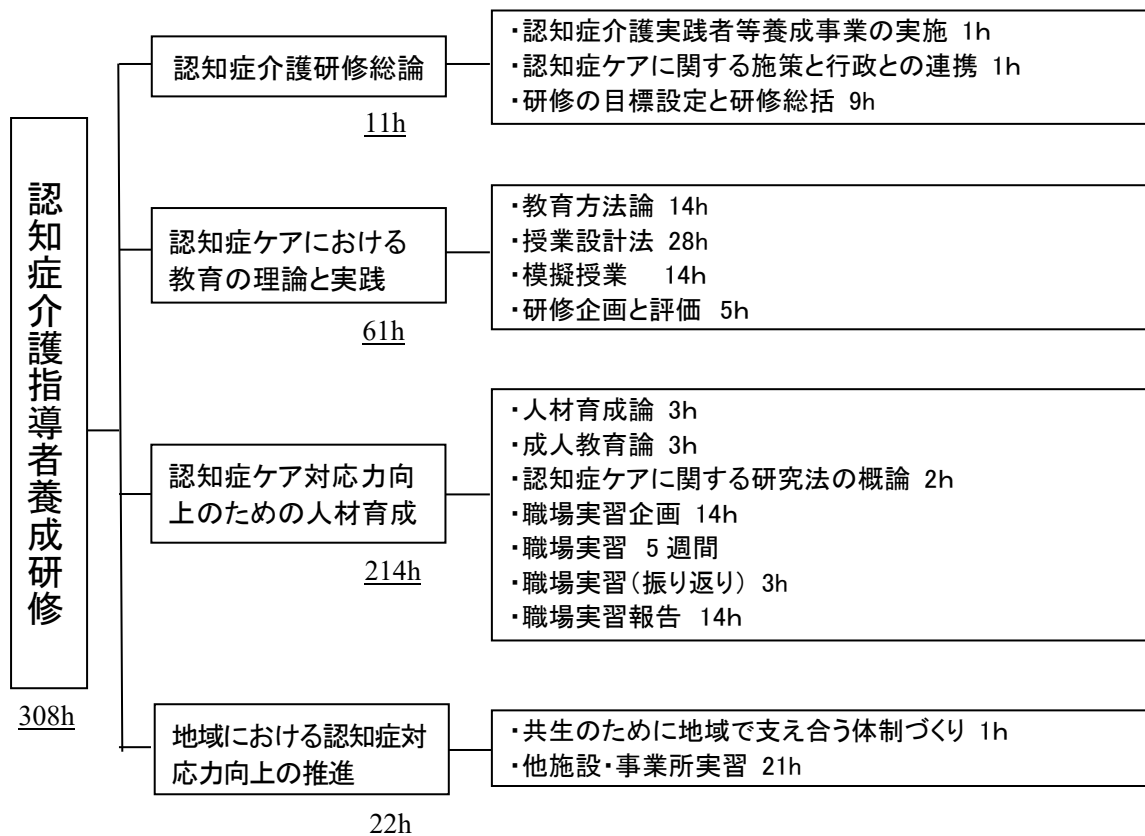 認知症介護指導者養成研修
308h
認知症介護研修総論
11h
・認知症介護実践者等養成事業の実施 1h
・認知症ケアに関する施策と行政との連携 1h
・研修の目標設定と研修総括 9h
認知症ケアにおける
教育の理論と実践
61h
・教育方法論 14h
・授業設計法 28h
・模擬授業 14h
・研修企画と評価 5h
認知症ケア対応力向
上のための人材育成
214h
・人材育成論 3h
・成人教育論 3h
・認知症ケアに関する研究法の概論 2h
・職場実習企画 14h
・職場実習 5週間
・職場実習(振り返り) 3h
・職場実習報告 14h
地域における認知症対
応力向上の推進
22h
・共生のために地域で支え合う体制づくり 1h
・他施設・事業所実習 21h